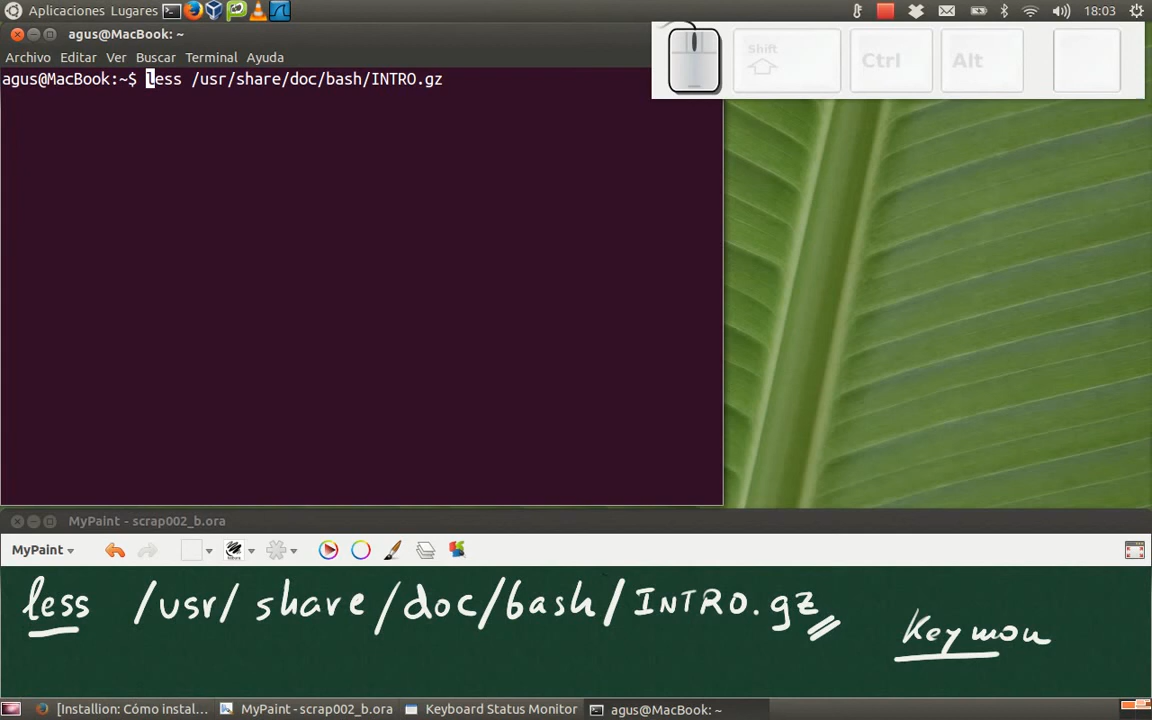 Aplicaciones Lugares 18:03
agus@MacBook: ~
Archivo Editar Ver Buscar Terminal Ayuda
agus@MacBook:~$ less /usr/share/doc/bash/INTRO.gz
Shift
Ctrl
Alt
MyPaint - scrap002_b.ora
MyPaint
less /usr/share/doc/bash/INTRO.gz
Keymon
[Installion: Cómo instal... MyPaint - scrap002_b.ora Keyboard Status Monitor agus@MacBook: ~